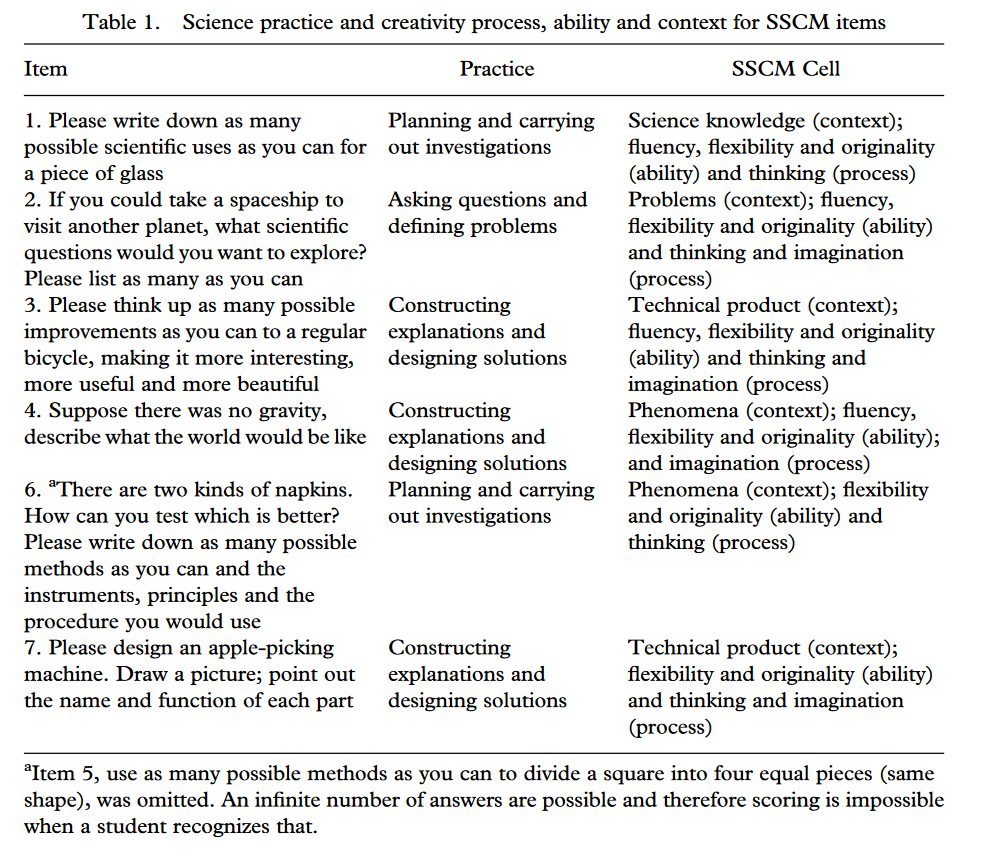 Table 1. Science practice and creativity process, ability and context for SSCM items
Item Practice SSCM Cell
1. Please write down as many Planning and carrying Science knowledge (context);
possible scientific uses as you can for out investigations fluency, flexibility and originality
a piece of glass (ability) and thinking (process)
2. If you could take a spaceship to Asking questions and Problems (context); fluency,
visit another planet, what scientific defining problems flexibility and originality (ability)
questions would you want to explore? and thinking and imagination
Please list as many as you can (process)
3. Please think up as many possible Constructing Technical product (context);
improvements as you can to a regular explanations and fluency, flexibility and originality
bicycle, making it more interesting, designing solutions (ability) and thinking and
more useful and more beautiful imagination (process)
4. Suppose there was no gravity, Constructing Phenomena (context); fluency,
describe what the world would be like explanations and flexibility and originality (ability);
designing solutions and imagination (process)
6. aThere are two kinds of napkins. Planning and carrying Phenomena (context); flexibility
How can you test which is better? out investigations and originality (ability) and
Please write down as many possible thinking (process)
methods as you can and the
instruments, principles and the
procedure you would use
7. Please design an apple-picking Constructing Technical product (context);
machine. Draw a picture; point out explanations and flexibility and originality (ability)
the name and function of each part designing solutions and thinking and imagination
(process)
aItem 5, use as many possible methods as you can to divide a square into four equal pieces (same
shape), was omitted. An infinite number of answers are possible and therefore scoring is impossible
when a student recognizes that.